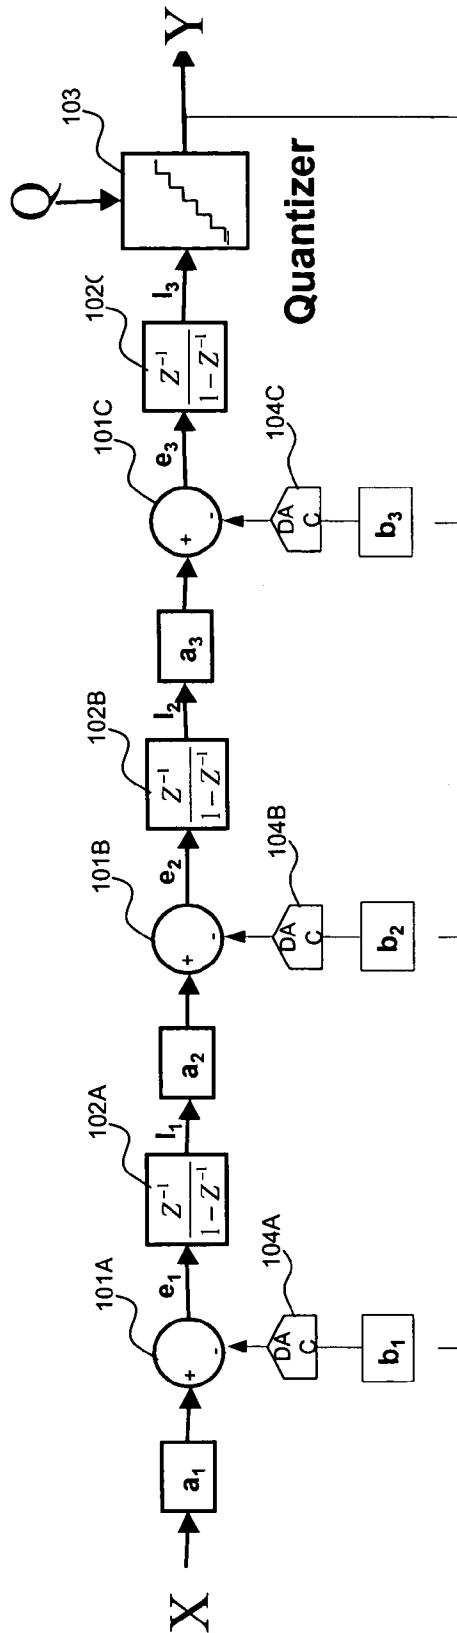 X
a₁
101A
+
-
e₁
102A
Z⁻¹
1 − Z⁻¹
I₁
a₂
101B
+
-
e₂
102B
Z⁻¹
1 − Z⁻¹
I₂
a₃
101C
+
-
e₃
102C
Z⁻¹
1 − Z⁻¹
I₃
Q
103
Y
Quantizer
104A
DA
C
b₁
104B
DA
C
b₂
104C
DA
C
b₃